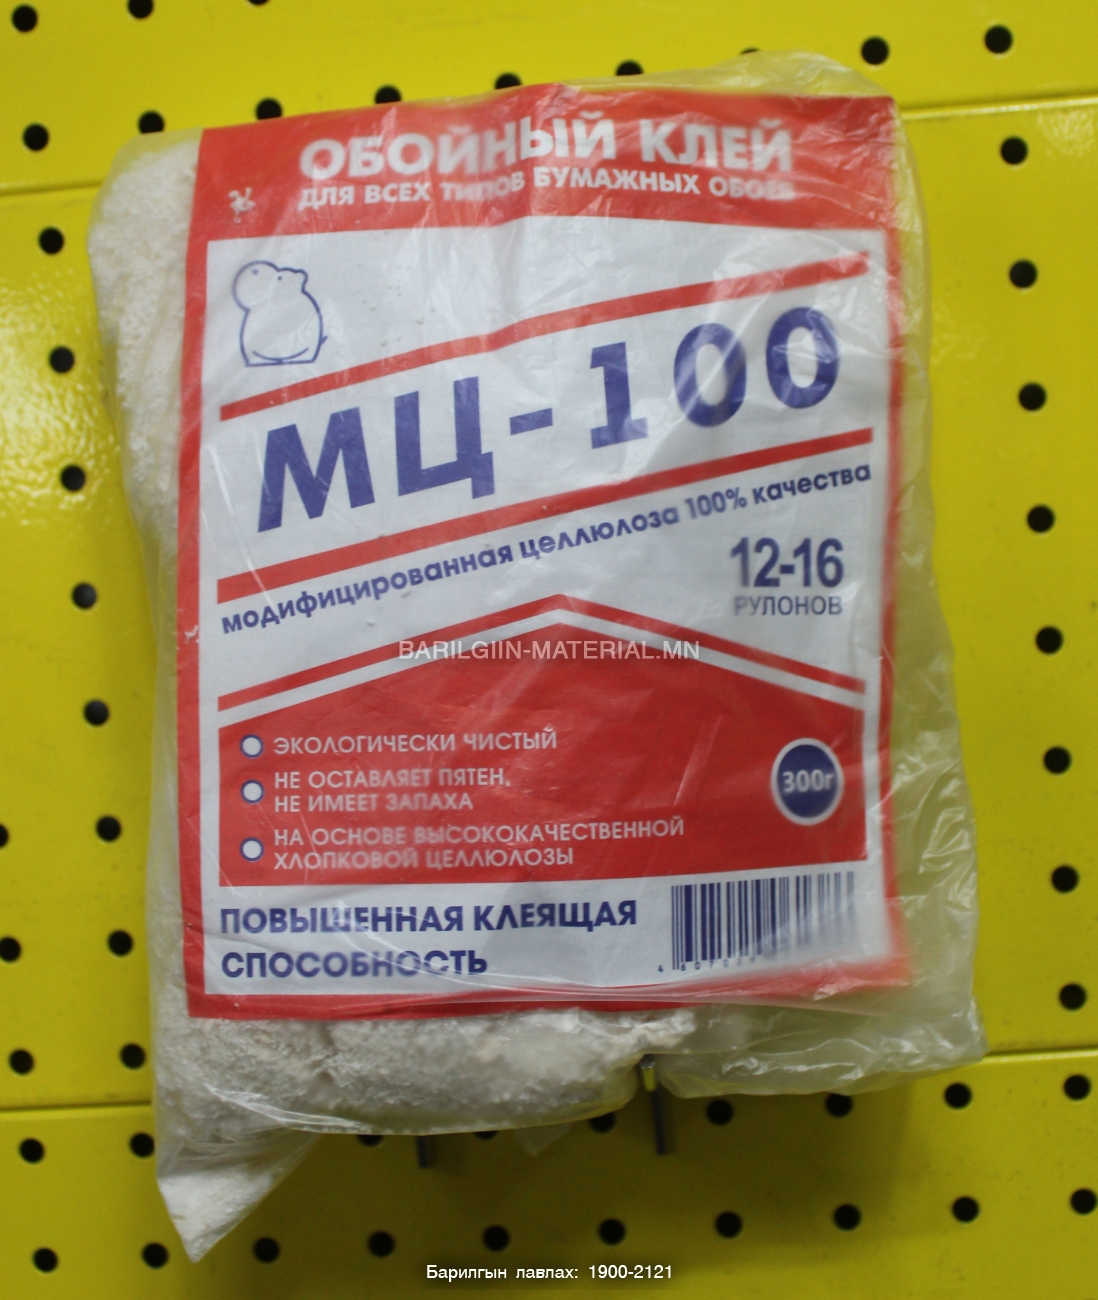 ОБОЙНЫЙ КЛЕЙ
ДЛЯ ВСЕХ ТИПОВ БУМАЖНЫХ ОБОЕВ
МЦ-100
модифицированная целлюлоза 100% качества
12-16
РУЛОНОВ
BARILGIIN-MATERIAL.MN
ЭКОЛОГИЧЕСКИ ЧИСТЫЙ
НЕ ОСТАВЛЯЕТ ПЯТЕН,
НЕ ИМЕЕТ ЗАПАХА
300г
НА ОСНОВЕ ВЫСОКОКАЧЕСТВЕННОЙ
ХЛОПКОВОЙ ЦЕЛЛЮЛОЗЫ
ПОВЫШЕННАЯ КЛЕЯЩАЯ
СПОСОБНОСТЬ
Барилгын лавлах: 1900-2121